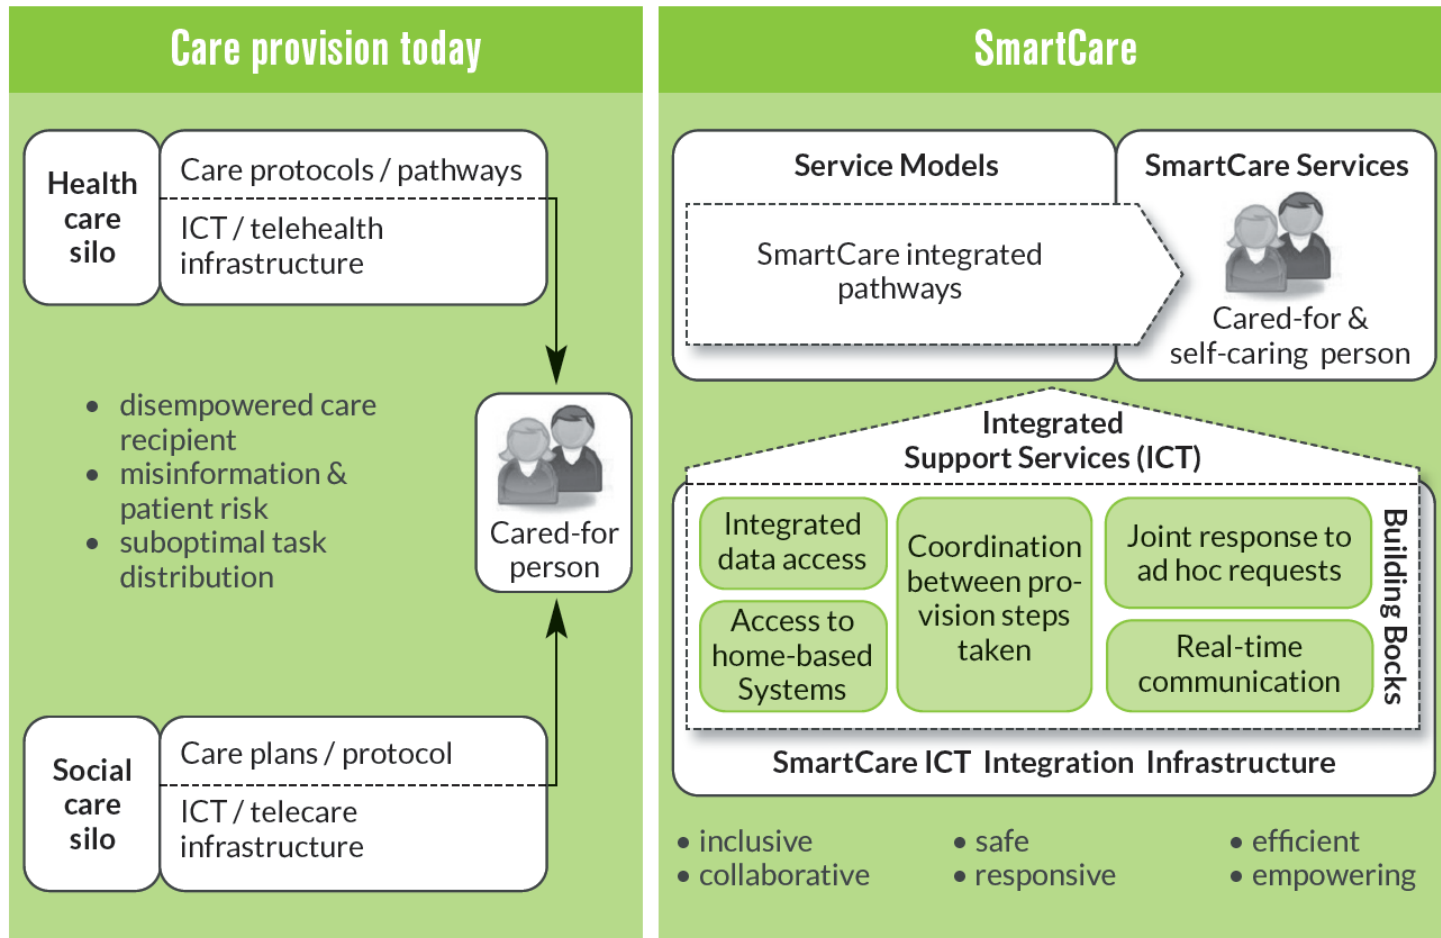 Care provision today
Health
care
silo
Care protocols / pathways
ICT / telehealth
infrastructure
• disempowered care
recipient
• misinformation &
patient risk
• suboptimal task
distribution
Cared-for
person
Social
care
silo
Care plans / protocol
ICT / telecare
infrastructure
SmartCare
Service Models
SmartCare integrated
pathways
SmartCare Services
Cared-for &
self-caring person
Integrated
Support Services (ICT)
Integrated
data access
Access to
home-based
Systems
Coordination
between pro-
vision steps
taken
Joint response to
ad hoc requests
Real-time
communication
Building Bocks
SmartCare ICT Integration Infrastructure
• inclusive
• collaborative
• safe
• responsive
• efficient
• empowering